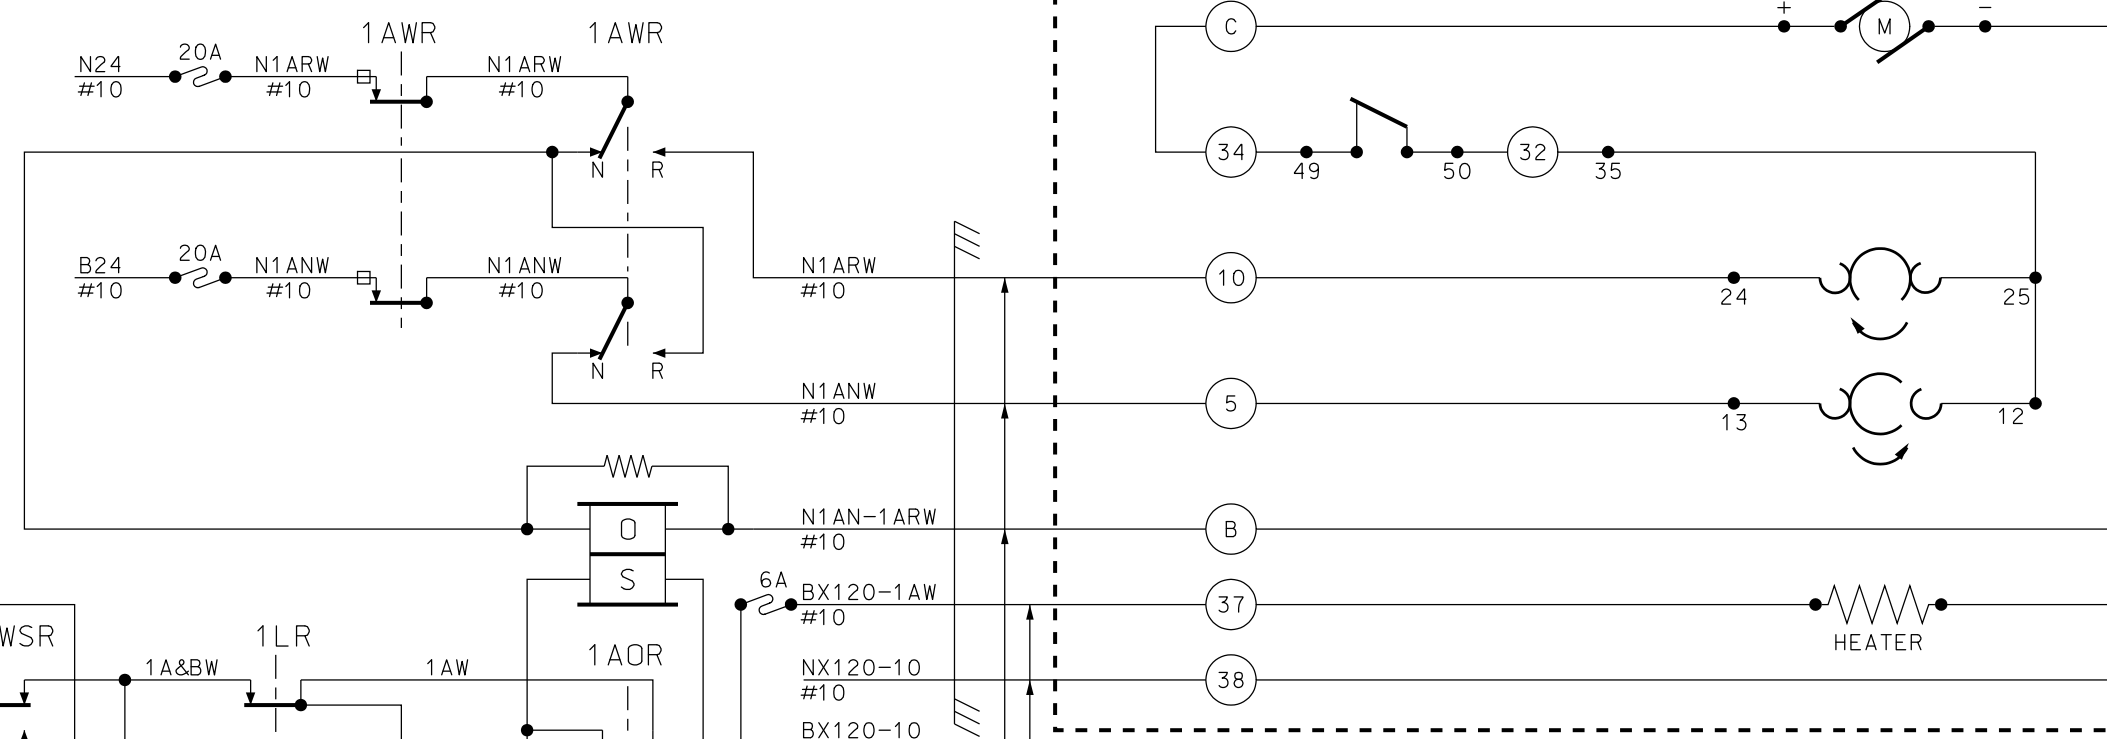 1AWR 1AWR
C + M −
N24 20A N1ARW N1ARW
#10 #10 #10
34 32
N R 49 50 35
B24 20A N1ANW N1ANW N1ARW
#10 #10 #10 #10
10
24 25
N R
N1ANW
#10
5
13 12
N1AN-1ARW
#10
O B
S 6A BX120-1AW
#10
37
HEATER
WSR 1LR 1AOR
1A&BW 1AW NX120-10
#10
38
BX120-10